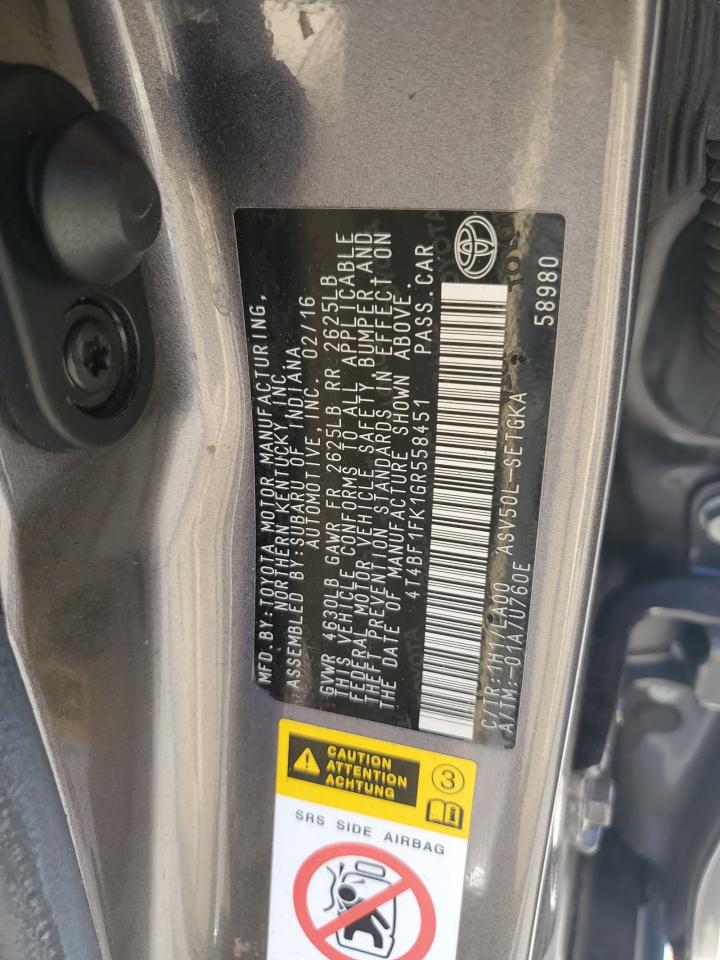 MFD.BY:TOYOTA MOTOR MANUFACTURING,
NORTHERN KENTUCKY INC.
ASSEMBLED BY:SUBARU OF INDIANA
AUTOMOTIVE, INC. 02/16
GVWR 4630LB GAWR FR 2625LB RR 2625LB
THIS VEHICLE CONFORMS TO ALL APPLICABLE
FEDERAL MOTOR VEHICLE SAFETY, BUMPER AND
THEFT PREVENTION STANDARDS IN EFFECT ON
THE DATE OF MANUFACTURE SHOWN ABOVE.
4T4BF1FK1GR558451 PASS.CAR
C/TR:1H17EA00 ASV50L-SETGKA
A/TM:-01A/U760E
58980
CAUTION
ATTENTION
ACHTUNG
3
SRS SIDE AIRBAG